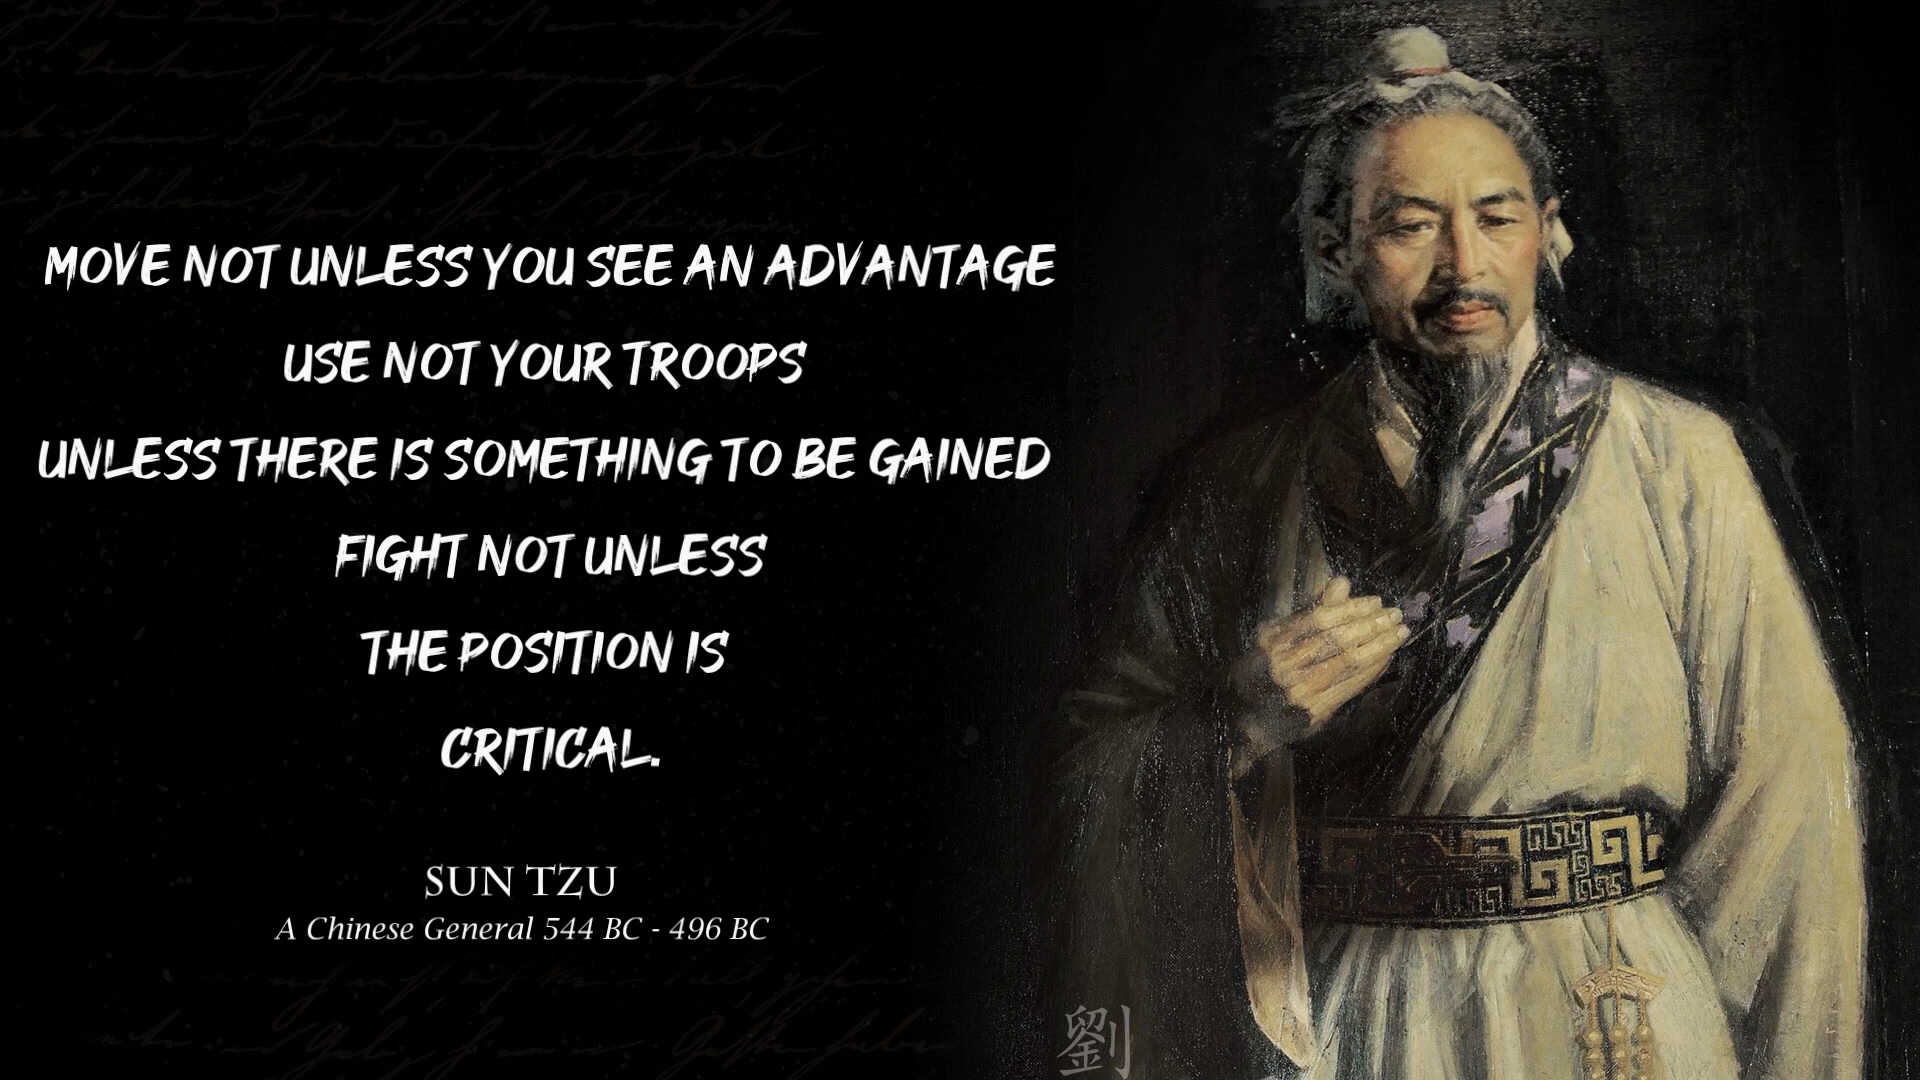 MOVE NOT UNLESS YOU SEE AN ADVANTAGE
USE NOT YOUR TROOPS
UNLESS THERE IS SOMETHING TO BE GAINED
FIGHT NOT UNLESS
THE POSITION IS
CRITICAL.
SUN TZU
A Chinese General 544 BC - 496 BC
劉